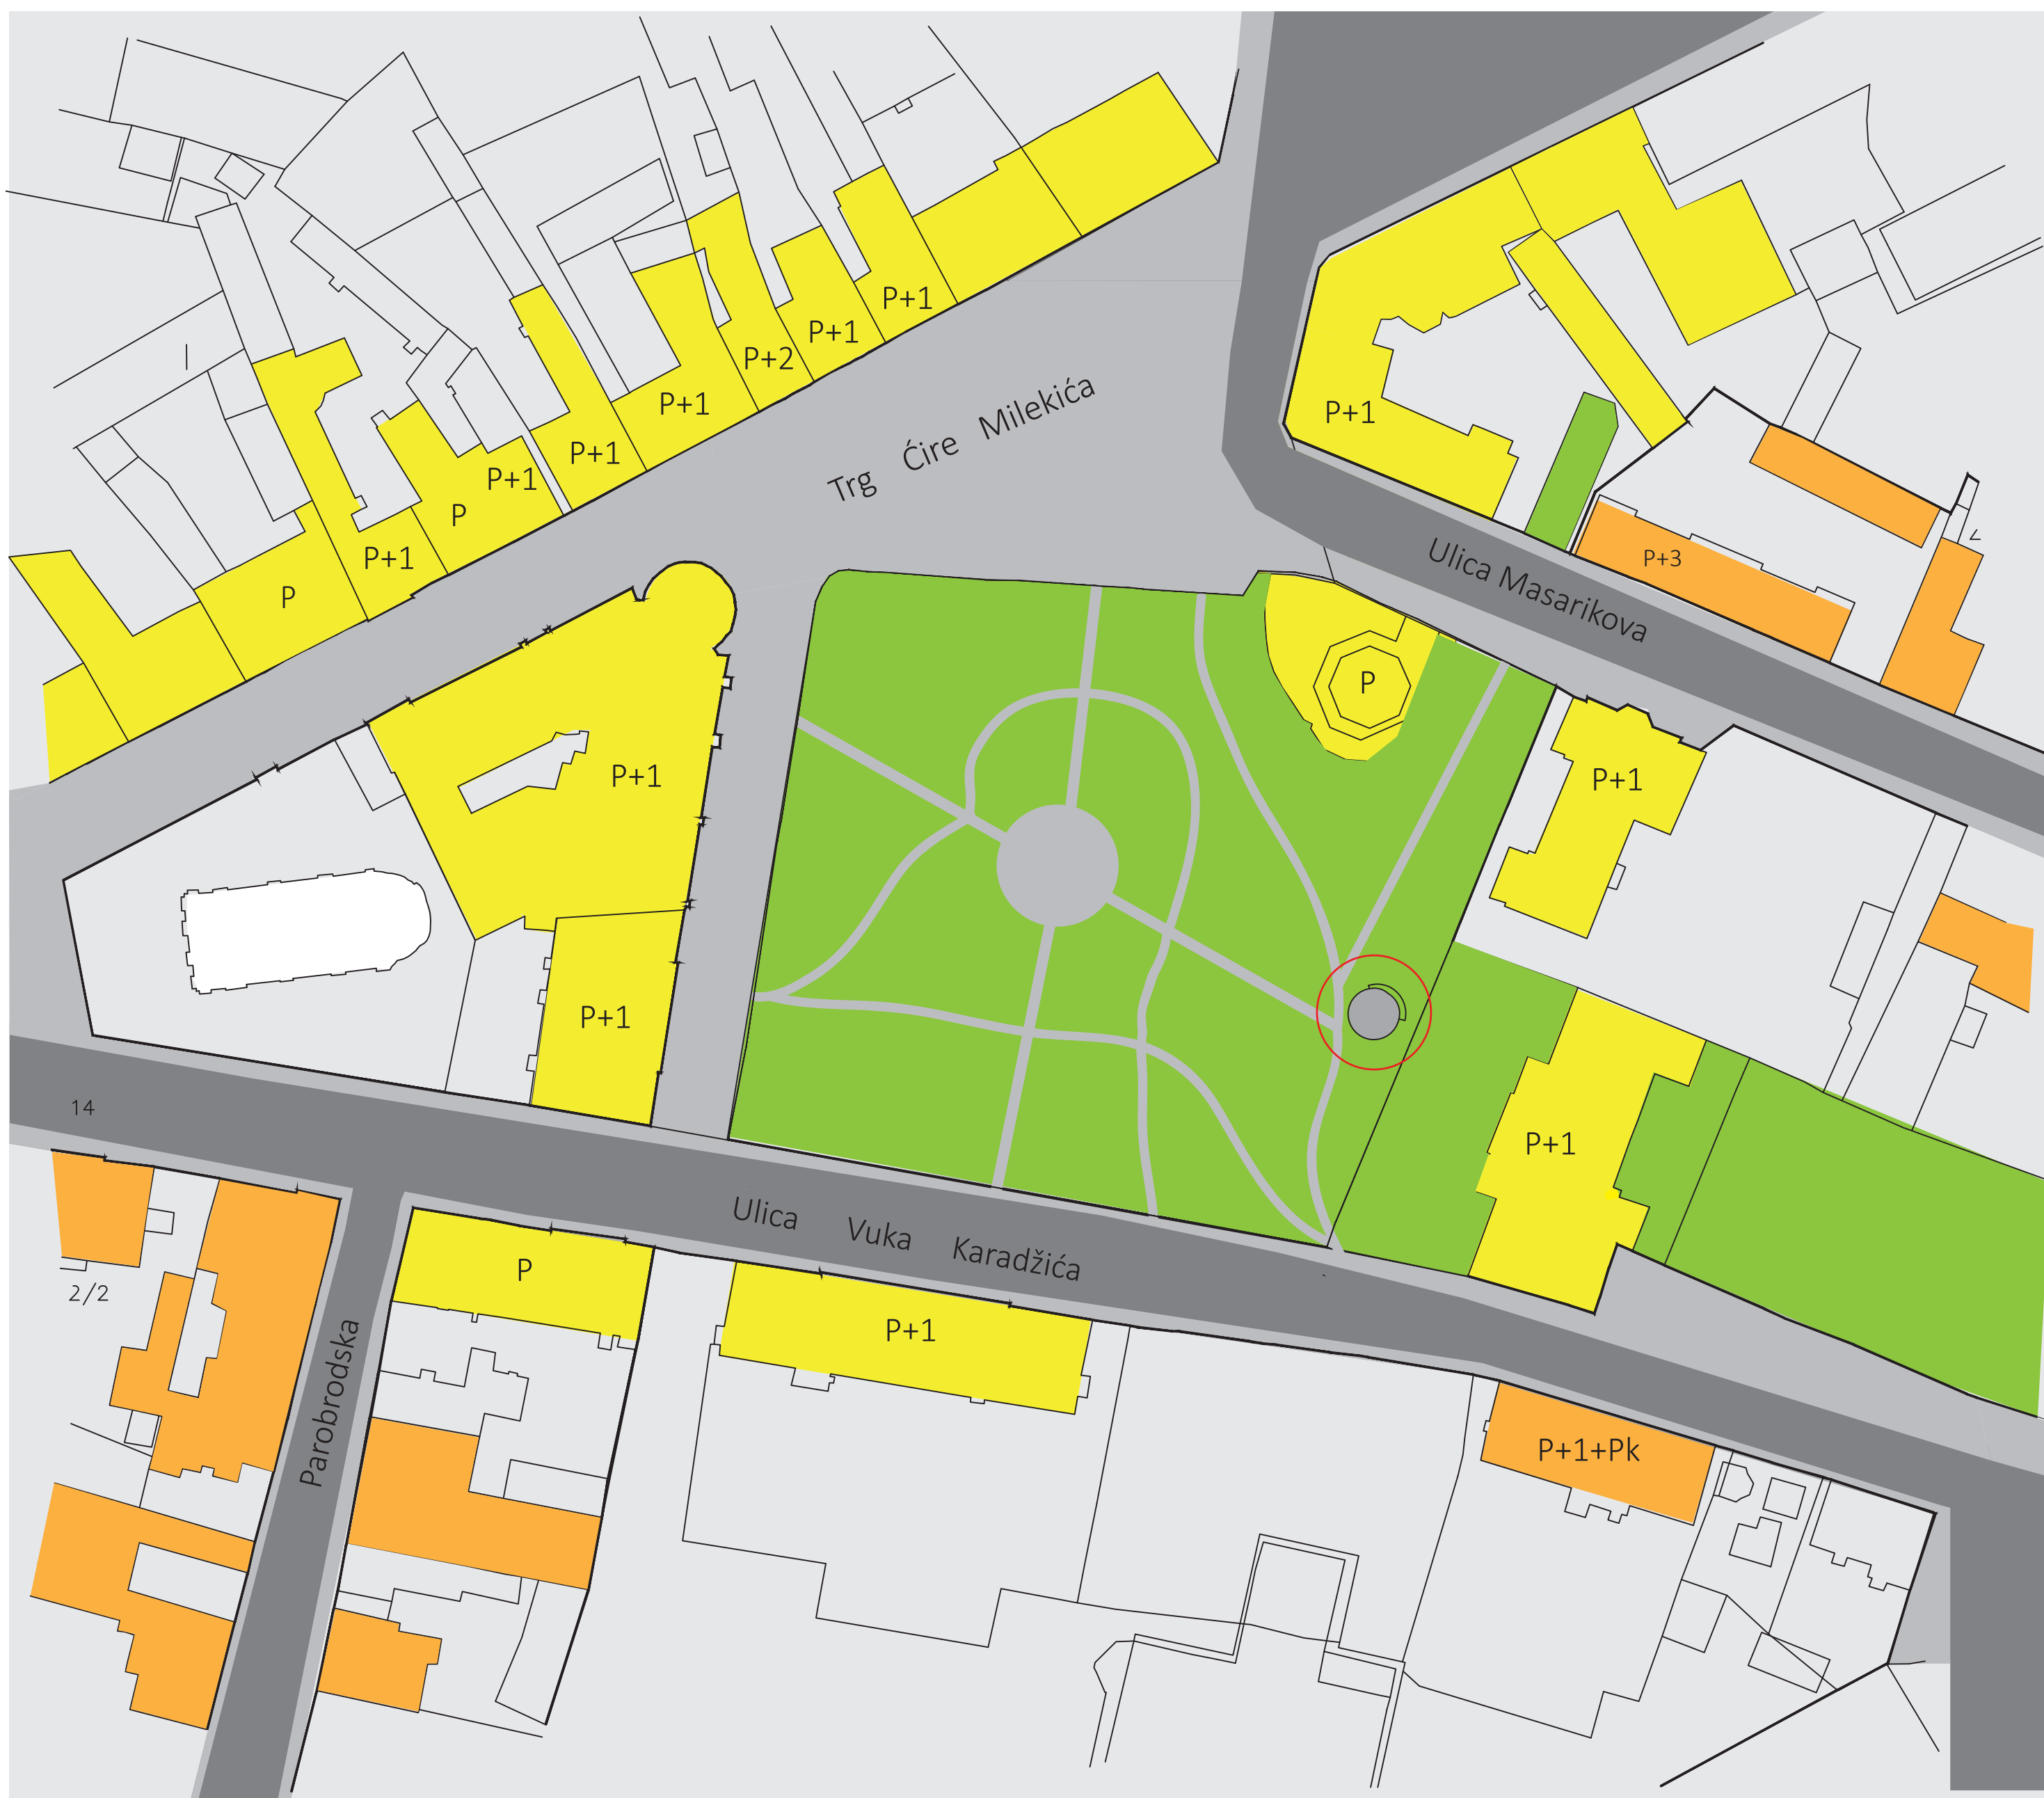 P+1
P+1
P+2
P+1
Trg Ćire Milekića
P+1
P+1
P+1
P+1
P
P+1
Ulica Masarikova
P+3
P
P
P+1
P+1
P+1
14
P+1
Ulica Vuka Karadžića
P
2/2
P+1
Parobrodska
P+1+Pk